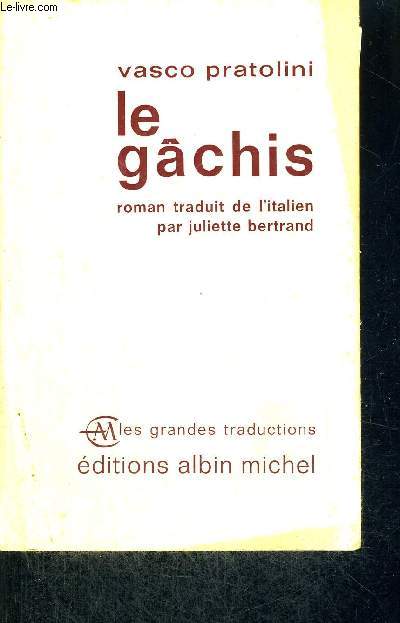 Le-livre.com
vasco pratolini
le
gâchis
roman traduit de l'italien
par juliette bertrand
AM les grandes traductions
éditions albin michel